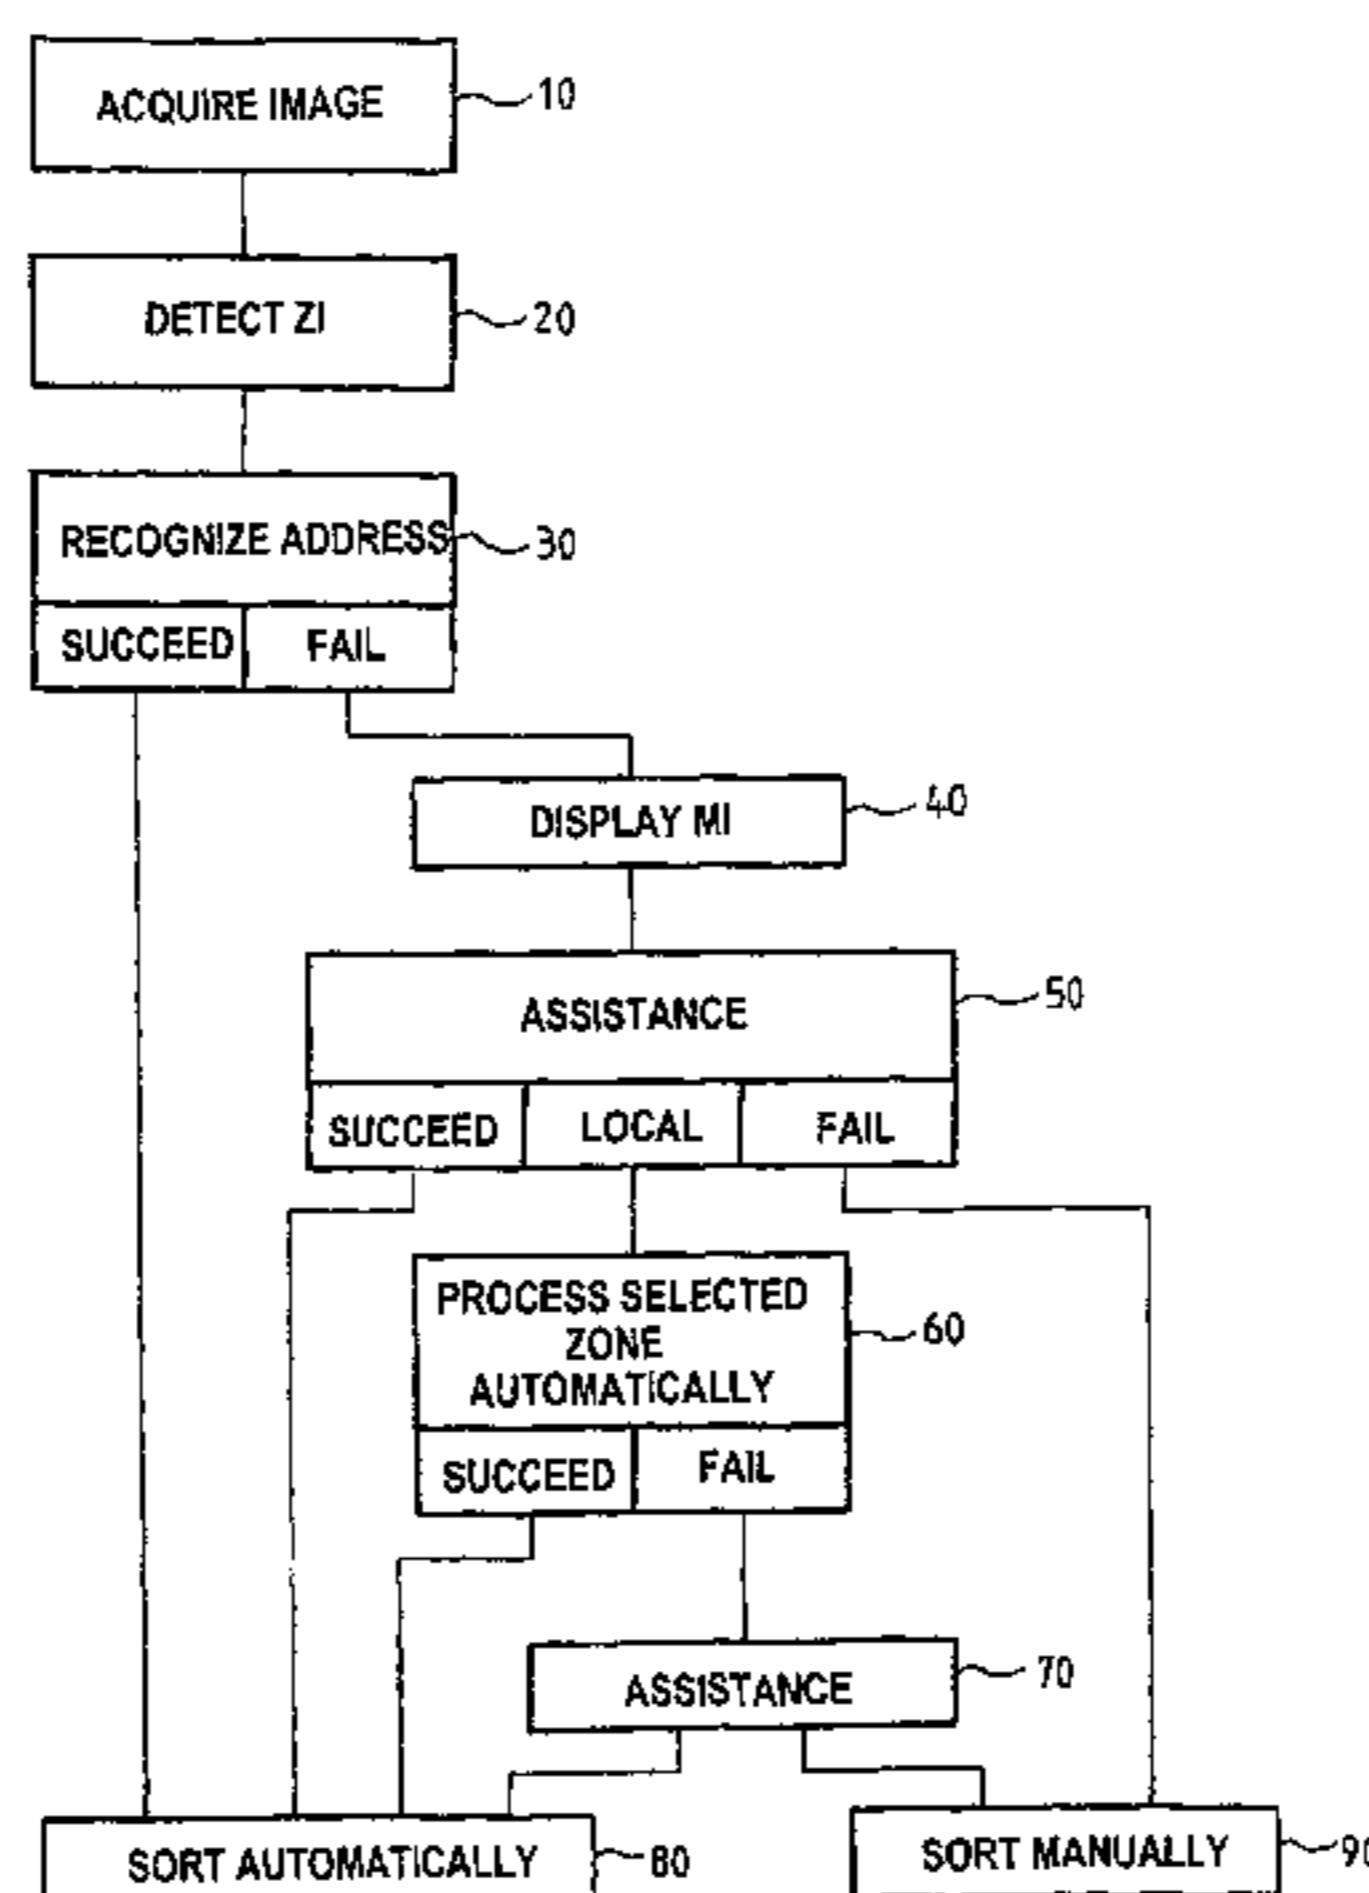 ACQUIRE IMAGE
10
DETECT ZI
20
RECOGNIZE ADDRESS
30
SUCCEED
FAIL
DISPLAY MI
40
ASSISTANCE
50
SUCCEED
LOCAL
FAIL
PROCESS SELECTED
ZONE
AUTOMATICALLY
60
SUCCEED
FAIL
ASSISTANCE
70
SORT AUTOMATICALLY
80
SORT MANUALLY
90